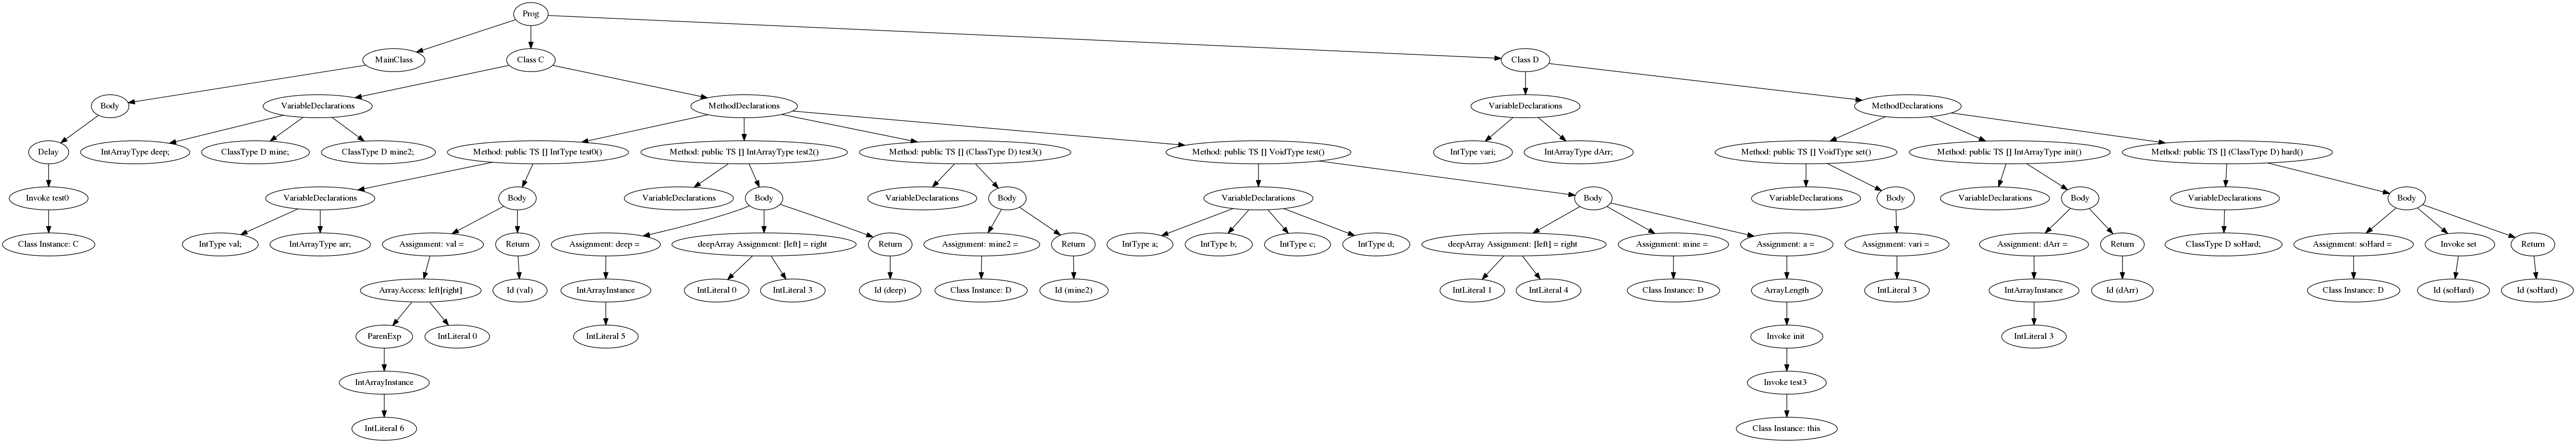 Prog
MainClass
Class C
Class D
Body
VariableDeclarations
MethodDeclarations
VariableDeclarations
MethodDeclarations
Delay
IntArrayType deep;
ClassType D mine;
ClassType D mine2;
Method: public TS [] IntType test0()
Method: public TS [] IntArrayType test2()
Method: public TS [] (ClassType D) test3()
Method: public TS [] VoidType test()
IntType vari;
IntArrayType dArr;
Method: public TS [] VoidType set()
Method: public TS [] IntArrayType init()
Method: public TS [] (ClassType D) hard()
Invoke test0
VariableDeclarations
Body
VariableDeclarations
Body
VariableDeclarations
Body
VariableDeclarations
Body
VariableDeclarations
Body
VariableDeclarations
Body
VariableDeclarations
Body
Class Instance: C
IntType val;
IntArrayType arr;
Assignment: val =
Return
Assignment: deep =
deepArray Assignment: [left] = right
Return
Assignment: mine2 =
Return
IntType a;
IntType b;
IntType c;
IntType d;
deepArray Assignment: [left] = right
Assignment: mine =
Assignment: a =
Assignment: vari =
Assignment: dArr =
Return
ClassType D soHard;
Assignment: soHard =
Invoke set
Return
ArrayAccess: left[right]
Id (val)
IntArrayInstance
IntLiteral 0
IntLiteral 3
Id (deep)
Class Instance: D
Id (mine2)
IntLiteral 1
IntLiteral 4
Class Instance: D
ArrayLength
IntLiteral 3
IntArrayInstance
Id (dArr)
Class Instance: D
Id (soHard)
Id (soHard)
ParenExp
IntLiteral 0
IntLiteral 5
Invoke init
IntLiteral 3
IntArrayInstance
Invoke test3
IntLiteral 6
Class Instance: this